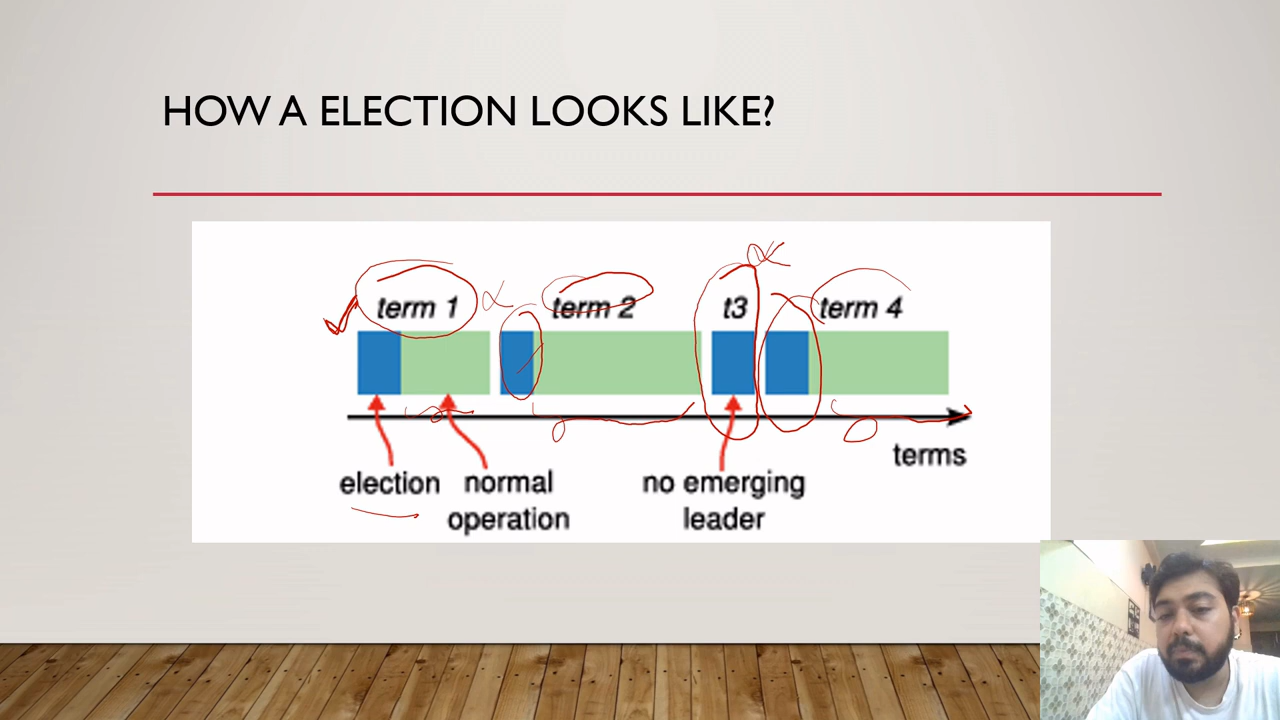 HOW A ELECTION LOOKS LIKE?
term 1 term 2 t3 term 4
terms
election normal operation no emerging leader